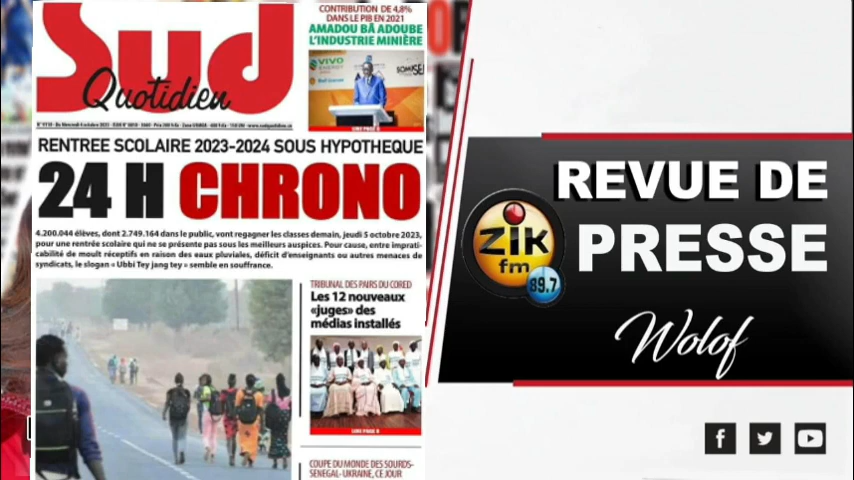 Sud
Quotidien
CONTRIBUTION DE 4,8%
DANS LE PIB EN 2021
AMADOU BÂ ADOUBE
L'INDUSTRIE MINIÈRE
VIVO
ENERGY
RENTREE SCOLAIRE 2023-2024 SOUS HYPOTHEQUE
24 H CHRONO
4.200.044 élèves, dont 2.749.164 dans le public, vont regagner les classes demain, jeudi 5 octobre 2023,
pour une rentrée scolaire qui ne se présente pas sous les meilleurs auspices. Pour cause, entre imprati-
cabilité de moult réceptifs en raison des eaux pluviales, déficit d'enseignants ou autres menaces de
syndicats, le slogan « Ubbi Tey jang tey » semble en souffrance.
TRIBUNAL DES PAIRS DU CORED
Les 12 nouveaux
«juges» des
médias installés
COUPE DU MONDE DES SOURDS-
SENEGAL- UKRAINE, CE JOUR
REVUE DE
PRESSE
ZIK
fm
89.7
Wolof